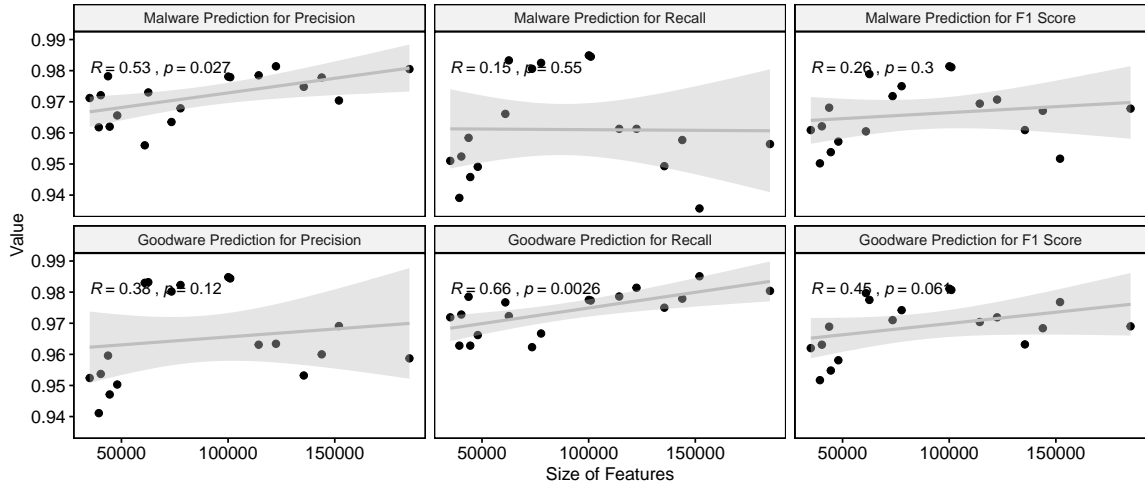 Malware Prediction for Precision
Malware Prediction for Recall
Malware Prediction for F1 Score
0.99
0.98
0.97
0.96
0.95
0.94
R = 0.53 , p = 0.027
R = 0.15 , p = 0.55
R = 0.26 , p = 0.3
Value
Goodware Prediction for Precision
Goodware Prediction for Recall
Goodware Prediction for F1 Score
0.99
0.98
0.97
0.96
0.95
0.94
R = 0.38 , p = 0.12
R = 0.66 , p = 0.0026
R = 0.45 , p = 0.061
50000 100000 150000
50000 100000 150000
50000 100000 150000
Size of Features